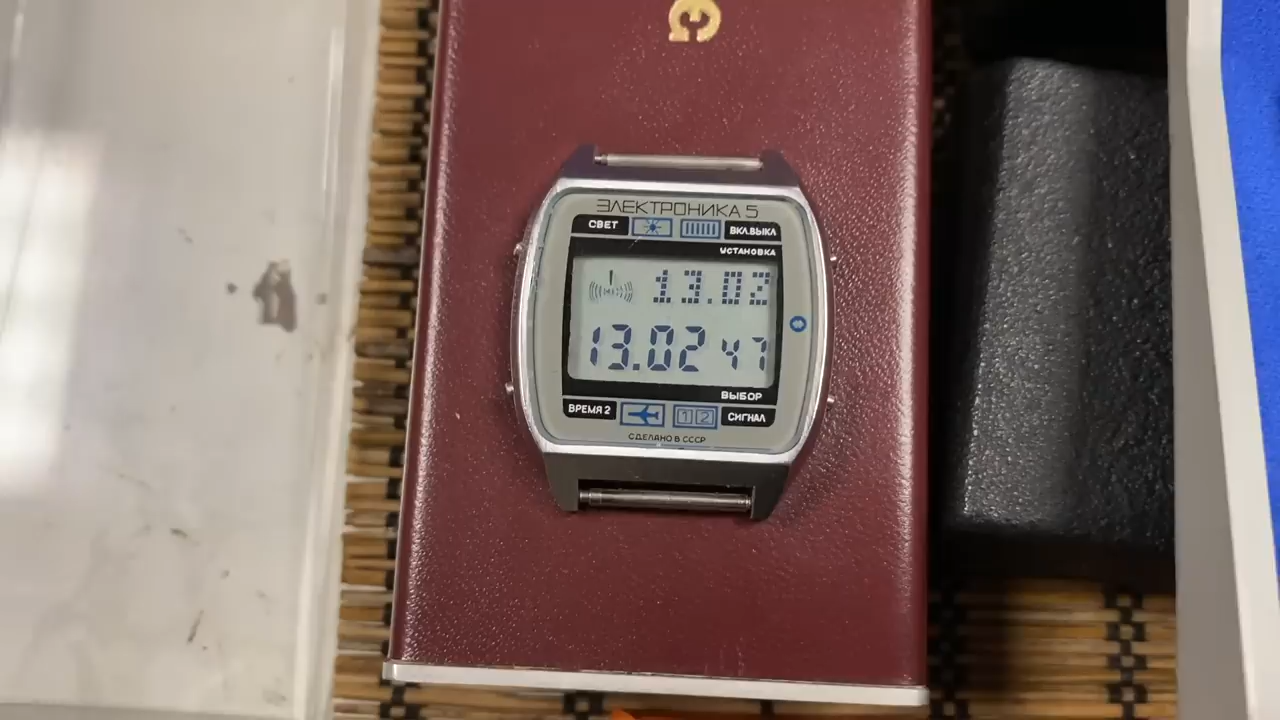 ЭЛЕКТРОНИКА 5
СВЕТ ВКЛ.ВЫКЛ
УСТАНОВКА
13.02
13.02 47
ВЫБОР
ВРЕМЯ 2 1 2 СИГНАЛ
СДЕЛАНО В СССР